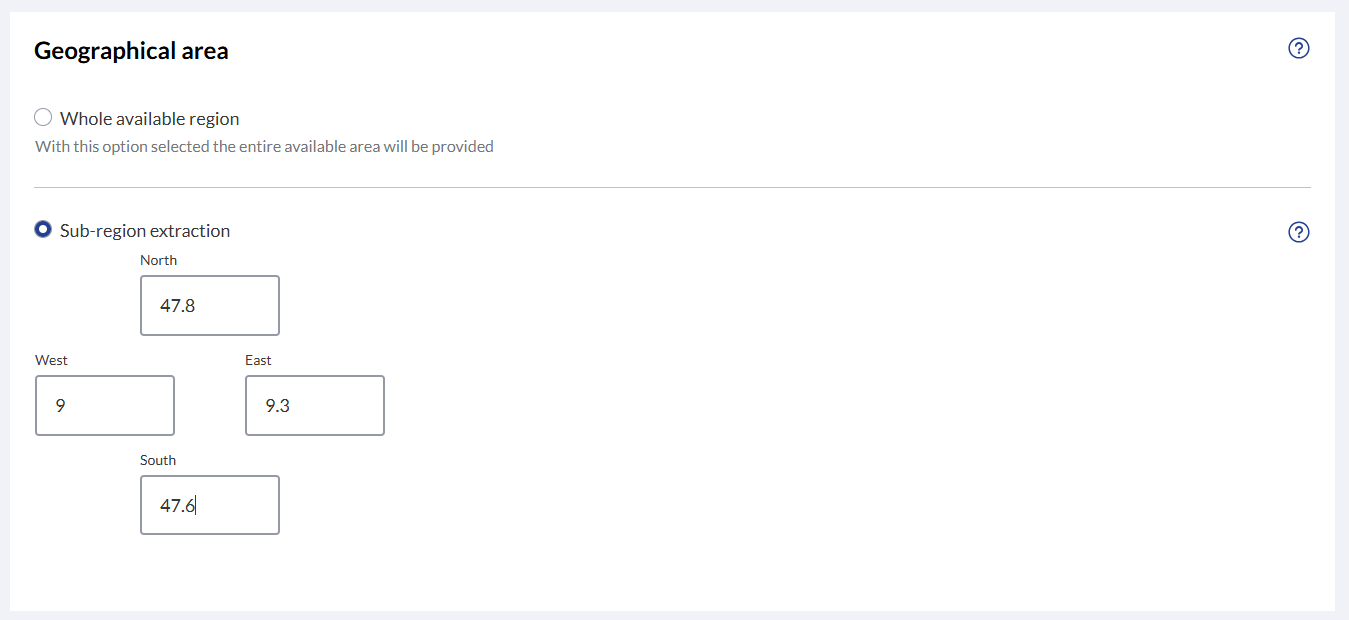 Geographical area
?
Whole available region
With this option selected the entire available area will be provided
Sub-region extraction
?
North
47.8
West East
9 9.3
South
47.6